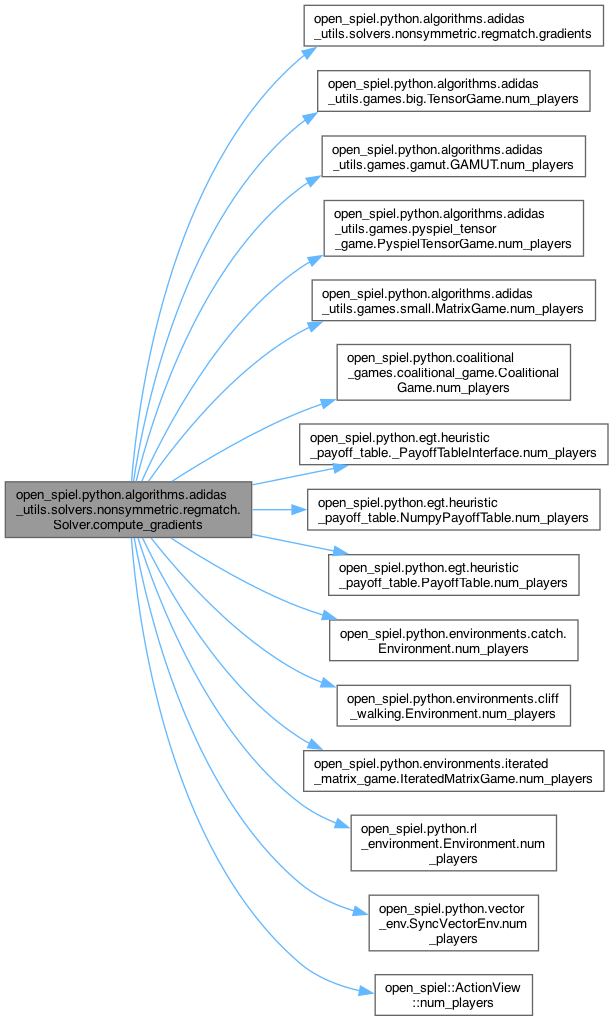 open_spiel.python.algorithms.adidas
_utils.solvers.nonsymmetric.regmatch.gradients
open_spiel.python.algorithms.adidas
_utils.games.big.TensorGame.num_players
open_spiel.python.algorithms.adidas
_utils.games.gamut.GAMUT.num_players
open_spiel.python.algorithms.adidas
_utils.games.pyspiel_tensor
_game.PyspielTensorGame.num_players
open_spiel.python.algorithms.adidas
_utils.games.small.MatrixGame.num_players
open_spiel.python.coalitional
_games.coalitional_game.Coalitional
Game.num_players
open_spiel.python.egt.heuristic
_payoff_table._PayoffTableInterface.num_players
open_spiel.python.algorithms.adidas
_utils.solvers.nonsymmetric.regmatch.
Solver.compute_gradients
open_spiel.python.egt.heuristic
_payoff_table.NumpyPayoffTable.num_players
open_spiel.python.egt.heuristic
_payoff_table.PayoffTable.num_players
open_spiel.python.environments.catch.
Environment.num_players
open_spiel.python.environments.cliff
_walking.Environment.num_players
open_spiel.python.environments.iterated
_matrix_game.IteratedMatrixGame.num_players
open_spiel.python.rl
_environment.Environment.num
_players
open_spiel.python.vector
_env.SyncVectorEnv.num
_players
open_spiel::ActionView
::num_players